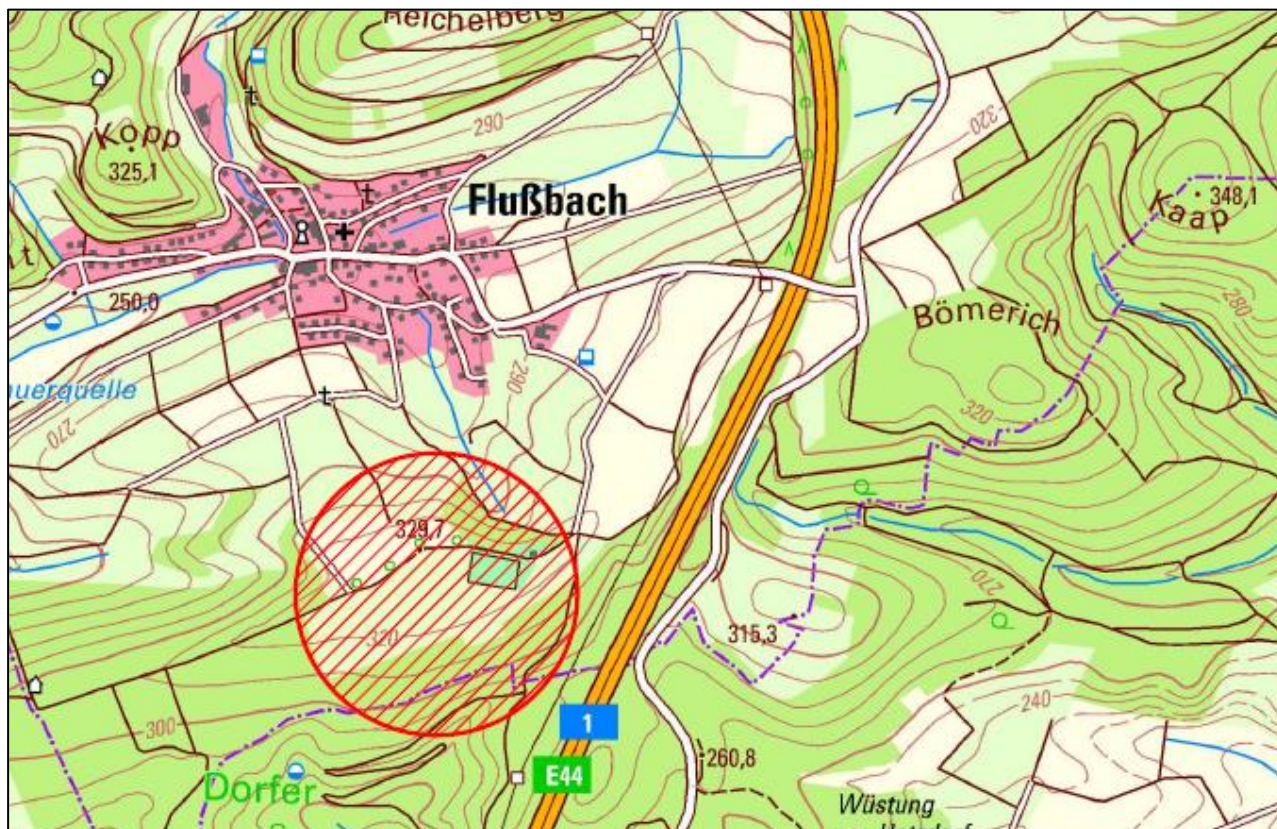 Reichelberg
Kopp
325,1
290
320
Flußbach
Kaap
348,1
250,0
280
Bömerich
uerquelle
290
270
320
329,7
270
320
315,3
300
240
1
E44
260,8
Dorfer
Wüstung